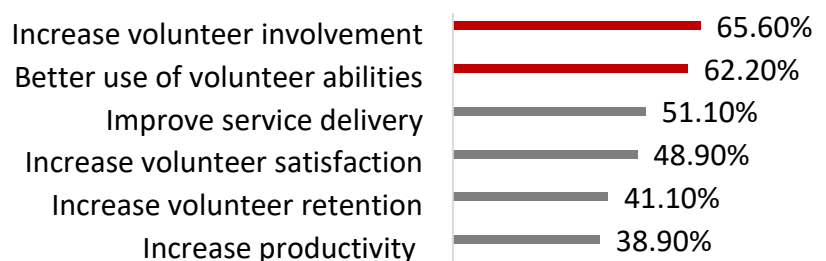 Increase volunteer involvement 65.60%
Better use of volunteer abilities 62.20%
Improve service delivery 51.10%
Increase volunteer satisfaction 48.90%
Increase volunteer retention 41.10%
Increase productivity 38.90%